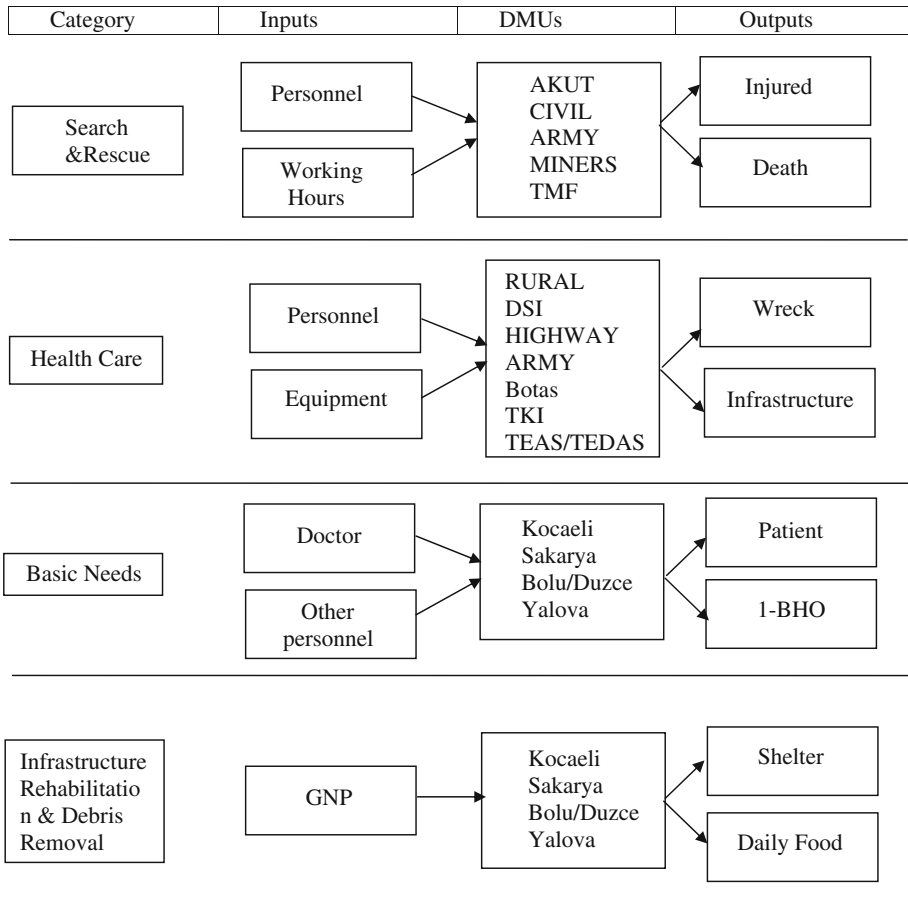 Category Inputs DMUs Outputs
Search
&Rescue
Personnel
Working
Hours
AKUT
CIVIL
ARMY
MINERS
TMF
Injured
Death
Health Care
Personnel
Equipment
RURAL
DSI
HIGHWAY
ARMY
Botas
TKI
TEAS/TEDAS
Wreck
Infrastructure
Basic Needs
Doctor
Other
personnel
Kocaeli
Sakarya
Bolu/Duzce
Yalova
Patient
1-BHO
Infrastructure
Rehabilitatio
n & Debris
Removal
GNP
Kocaeli
Sakarya
Bolu/Duzce
Yalova
Shelter
Daily Food